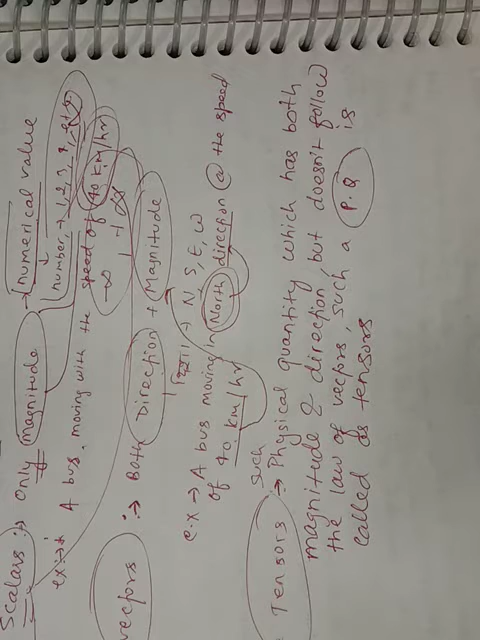 Scalars :→ Only Magnitude → numerical value
(number, → 1, 2, 3, 4, etc.
ex:→ A bus moving with the speed of 40 km/hr
-∞, +∞
vectors :→ Both Direction + Magnitude
दिशा → N, S, E, W
e.x → A bus moving in North direction @ the speed
of 40 km/hr
Tensors :→ such Physical quantity which has both
magnitude & direction but doesn't follow
the law of vectors, such a P.Q is
called as tensors